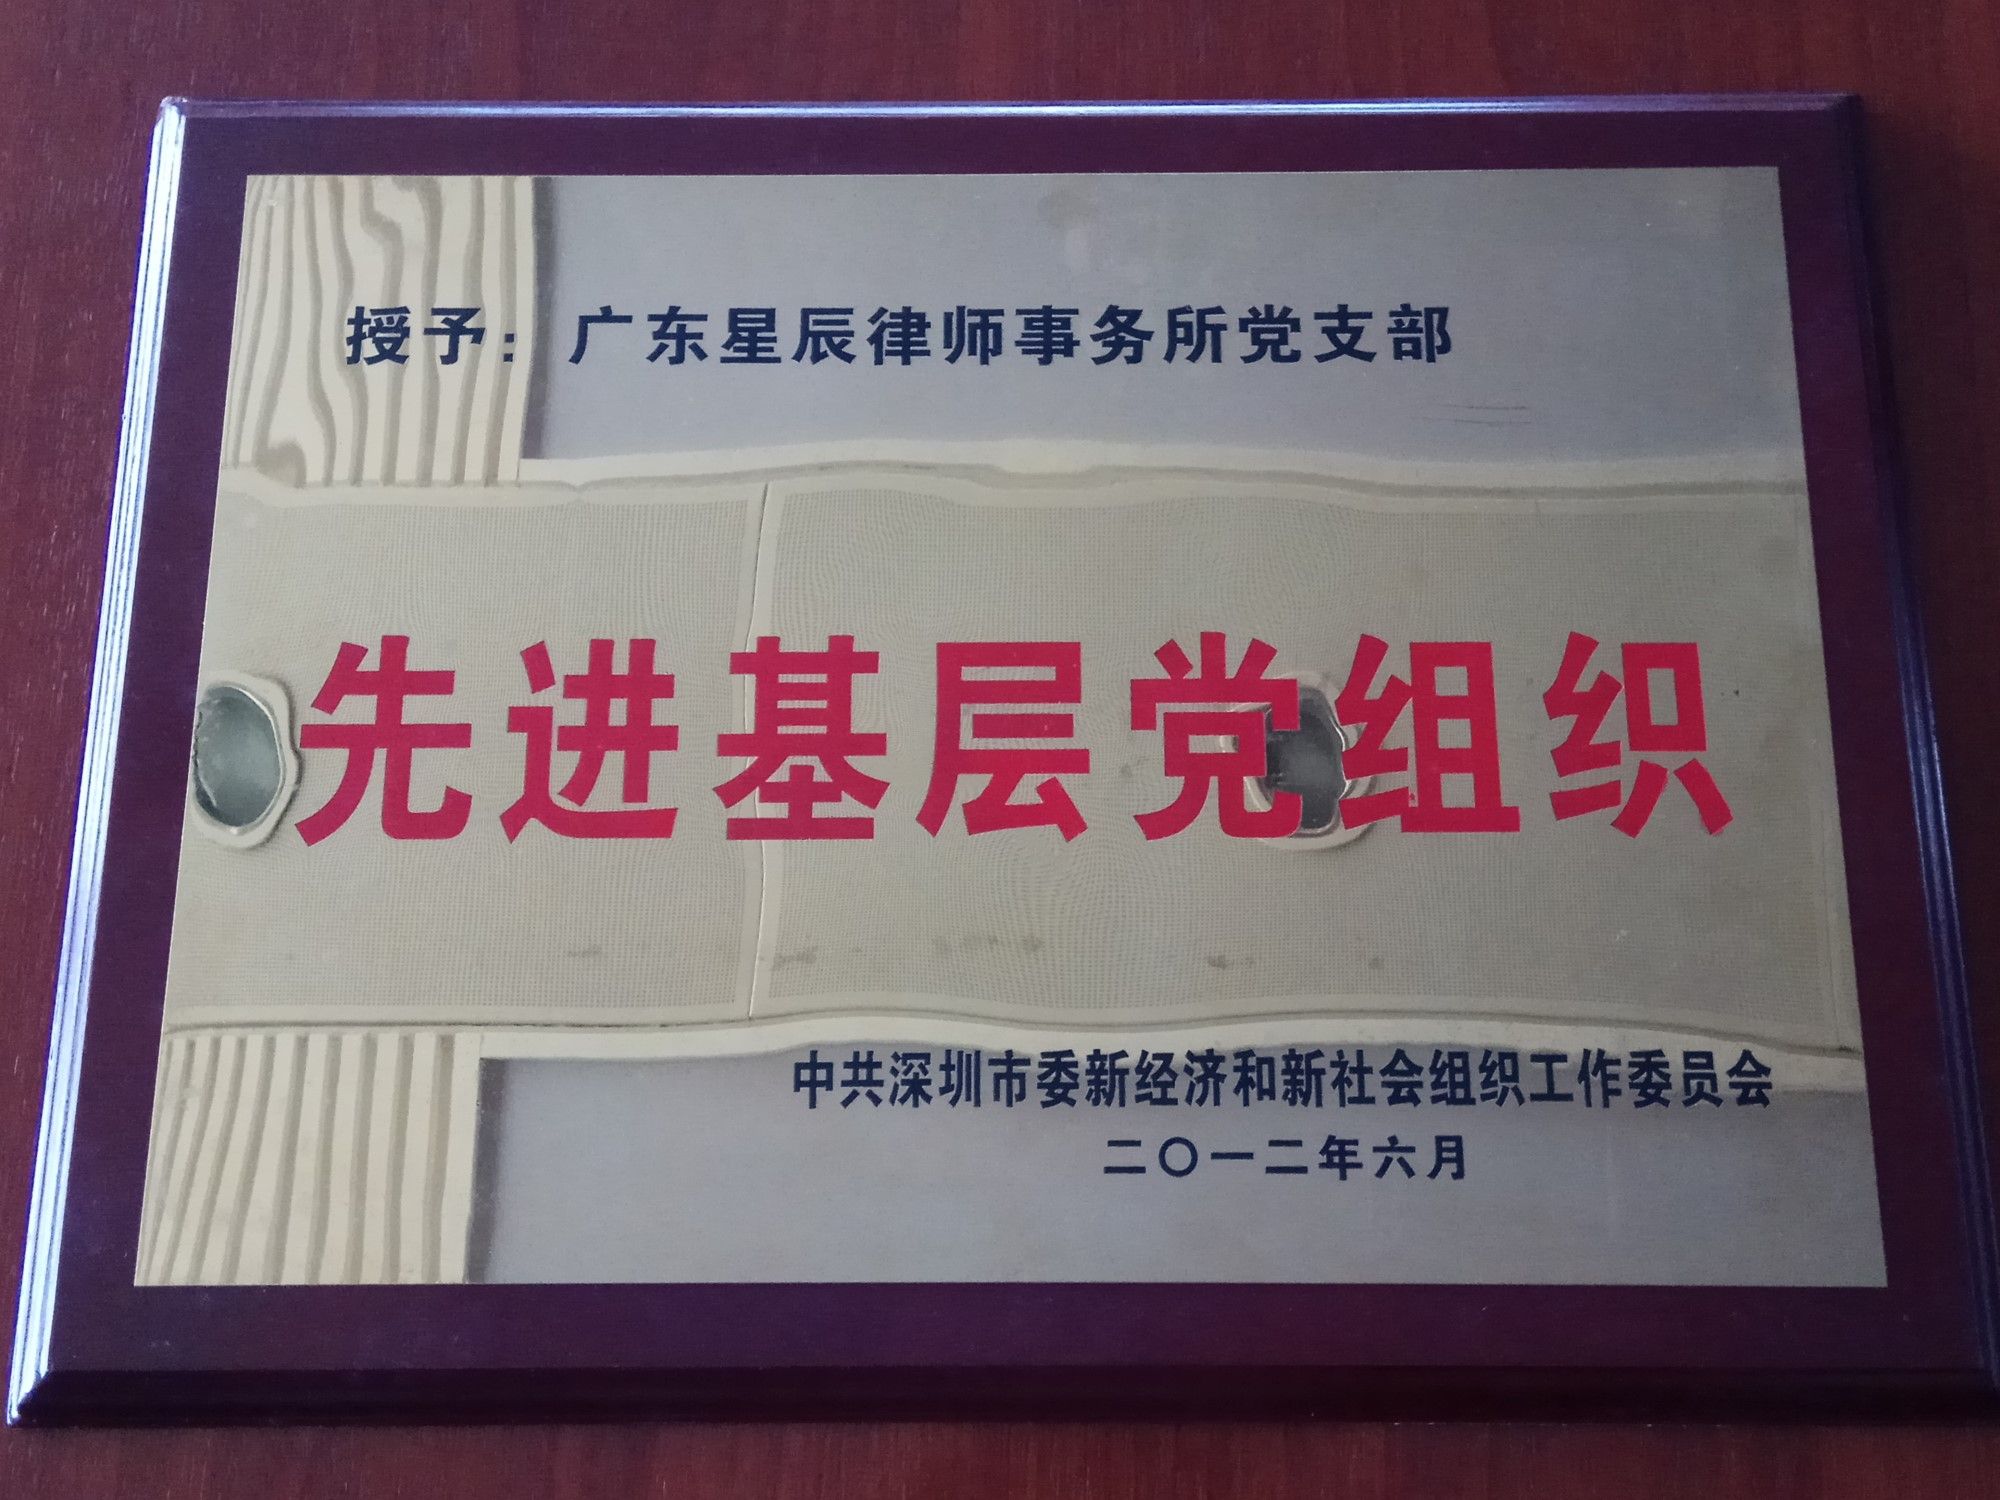 授予：广东星辰律师事务所党支部
先进基层党组织
中共深圳市委新经济和新社会组织工作委员会
二〇一二年六月